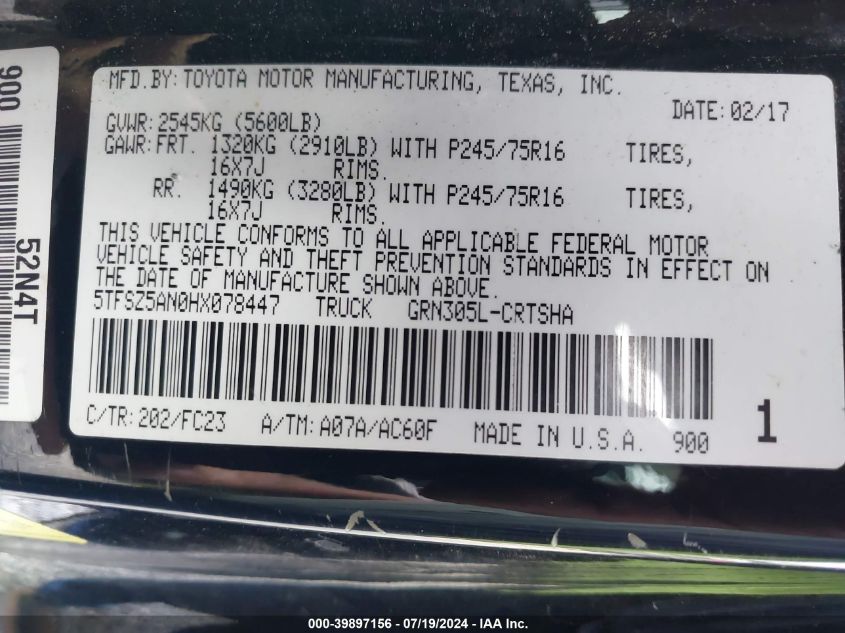 MFD.BY:TOYOTA MOTOR MANUFACTURING, TEXAS, INC.
DATE:02/17
GVWR:2545KG (5600LB)
GAWR:FRT. 1320KG (2910LB) WITH P245/75R16 TIRES,
16X7J RIMS.
RR. 1490KG (3280LB) WITH P245/75R16 TIRES,
16X7J RIMS.
THIS VEHICLE CONFORMS TO ALL APPLICABLE FEDERAL MOTOR
VEHICLE SAFETY AND THEFT PREVENTION STANDARDS IN EFFECT ON
THE DATE OF MANUFACTURE SHOWN ABOVE.
5TFSZ5AN0HX078447 TRUCK GRN305L-CRTSHA
C/TR:202/FC23 A/TM:A07A/AC60F MADE IN U.S.A. 900
1
900
52N4T
000-39897156 - 07/19/2024 - IAAI Inc.